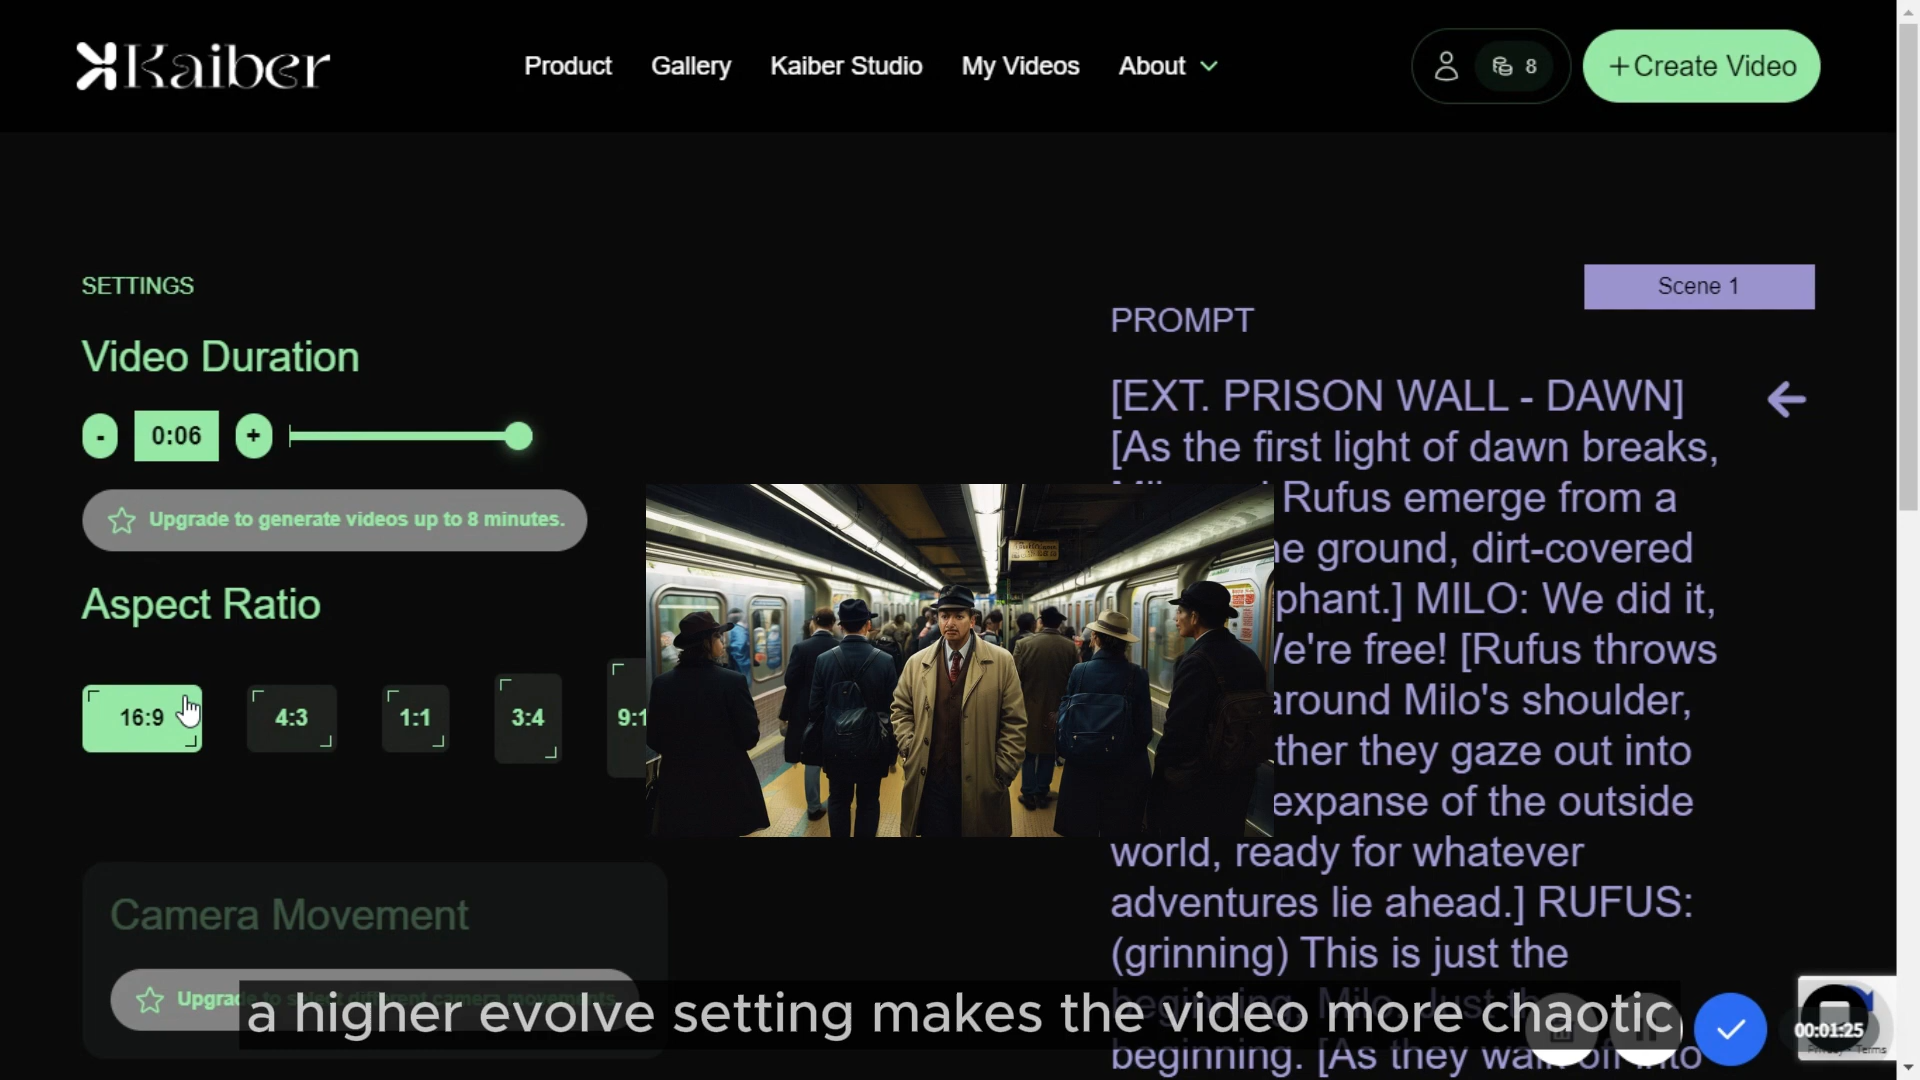 Kaiber
Product
Gallery
Kaiber Studio
My Videos
About
8
+Create Video
SETTINGS
Video Duration
-
0:06
+
Upgrade to generate videos up to 8 minutes.
Aspect Ratio
16:9
4:3
1:1
3:4
9:1
Camera Movement
Scene 1
PROMPT
[EXT. PRISON WALL - DAWN]
[As the first light of dawn breaks,
Rufus emerge from a
ground, dirt-covered
MILO: We did it,
free! [Rufus throws
around Milo's shoulder,
they gaze out into
expanse of the outside
world, ready for whatever
adventures lie ahead.] RUFUS:
(grinning) This is just the
beginning. [As they
a higher evolve setting makes the video more chaotic
00:01:25
Terms